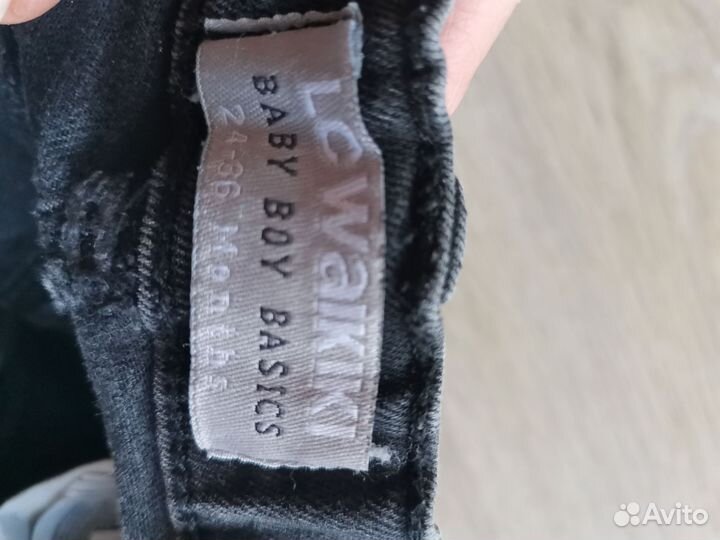 LC WAIKIKI
BABY BOY BASICS
24-36 Months
Avito